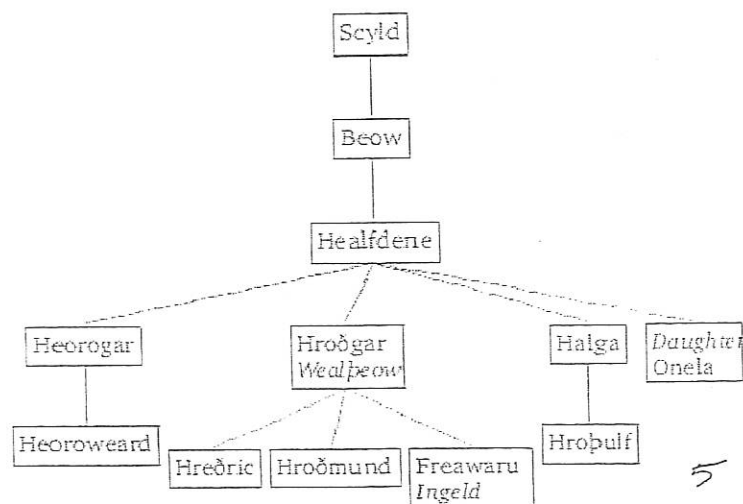 Scyld
Beow
Healfdene
Heorogar
Hroðgar
Wealþeow
Halga
Daughter
Onela
Heoroweard
Hreðric
Hroðmund
Freawaru
Ingeld
Hroþulf
5